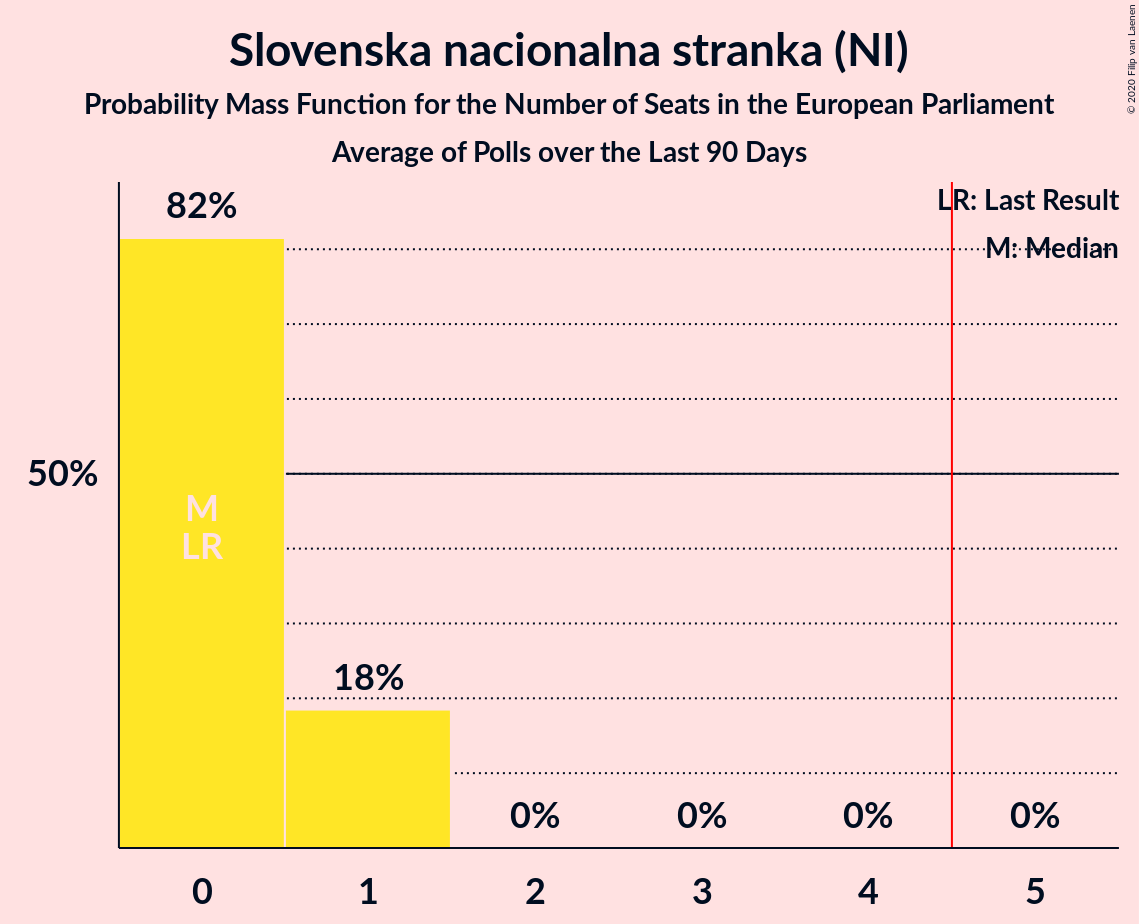 Slovenska nacionalna stranka (NI)
Probability Mass Function for the Number of Seats in the European Parliament
Average of Polls over the Last 90 Days
© 2020 Filip van Laenen
LR: Last Result
M: Median
82%
50%
M
LR
18%
0%
0%
0%
0%
0
1
2
3
4
5